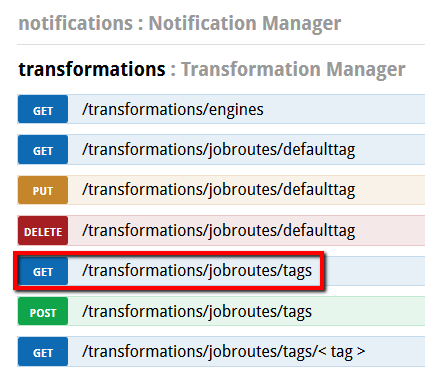 notifications : Notification Manager
transformations : Transformation Manager
GET /transformations/engines
GET /transformations/jobroutes/defaulttag
PUT /transformations/jobroutes/defaulttag
DELETE /transformations/jobroutes/defaulttag
GET /transformations/jobroutes/tags
POST /transformations/jobroutes/tags
GET /transformations/jobroutes/tags/< tag >